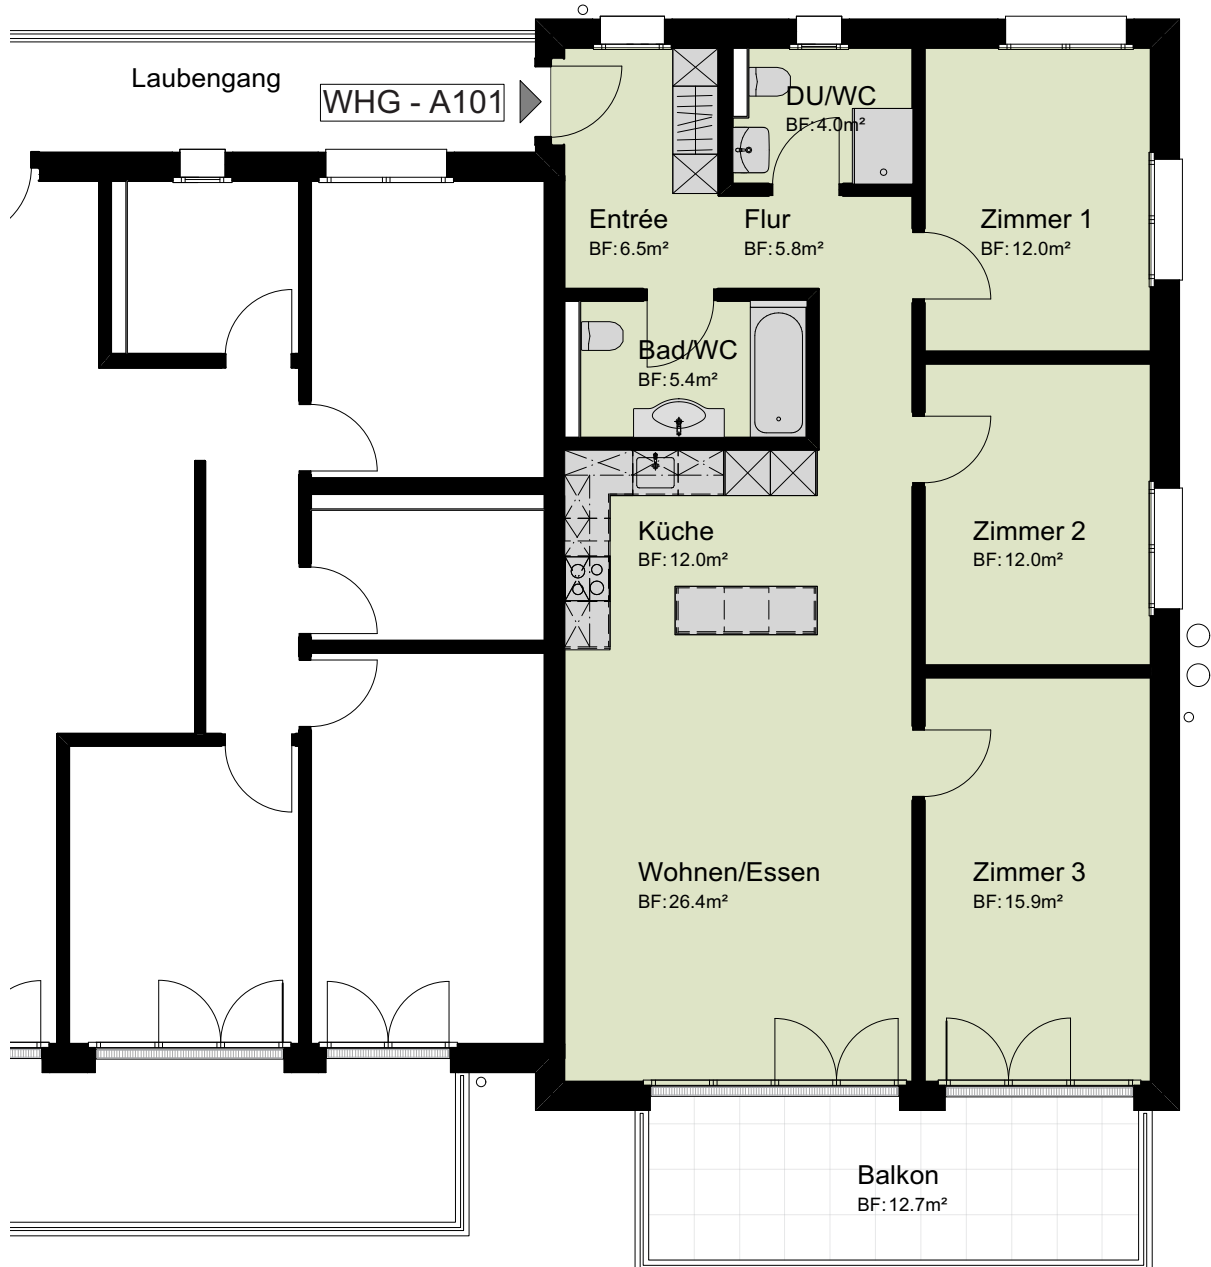 Laubengang
WHG - A101
DU/WC
BF: 4.0m²
Entrée
BF: 6.5m²
Flur
BF: 5.8m²
Zimmer 1
BF: 12.0m²
Bad/WC
BF: 5.4m²
Küche
BF: 12.0m²
Zimmer 2
BF: 12.0m²
Wohnen/Essen
BF: 26.4m²
Zimmer 3
BF: 15.9m²
Balkon
BF: 12.7m²